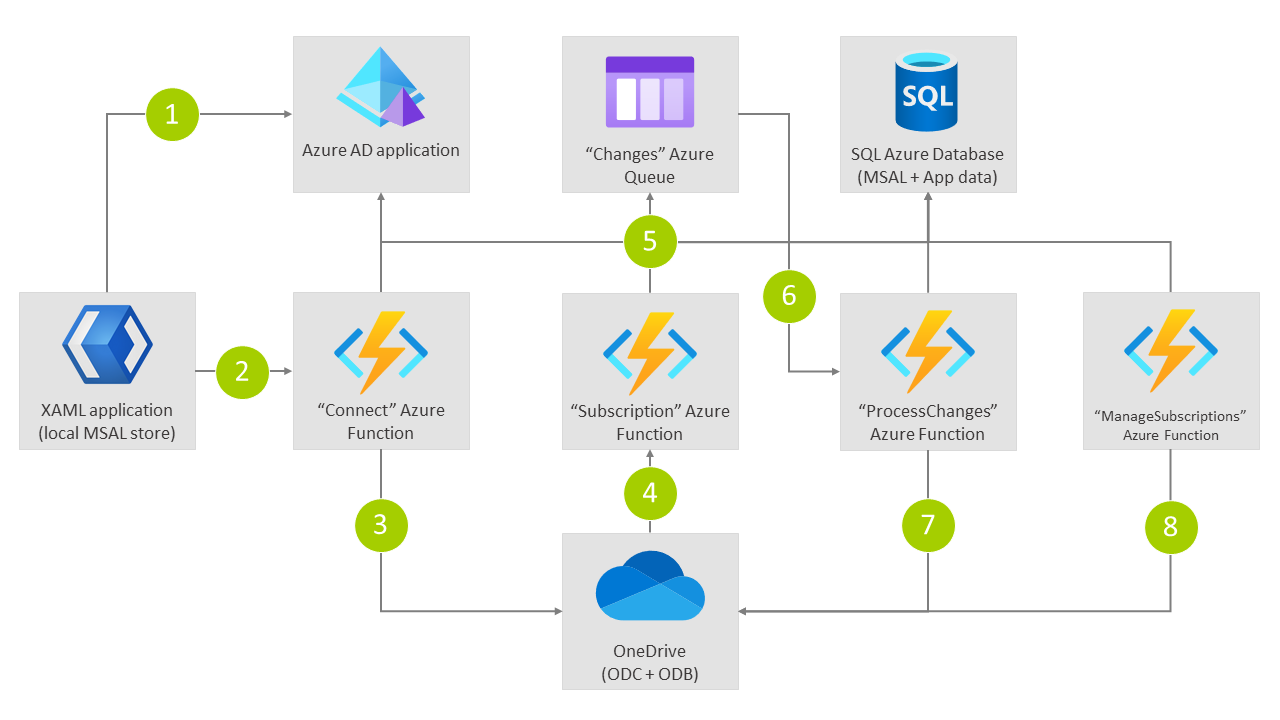 1
Azure AD application
“Changes” Azure
Queue
SQL
SQL Azure Database
(MSAL + App data)
5
6
2
XAML application
(local MSAL store)
“Connect” Azure
Function
“Subscription” Azure
Function
“ProcessChanges”
Azure Function
“ManageSubscriptions”
Azure Function
3
4
7
8
OneDrive
(ODC + ODB)